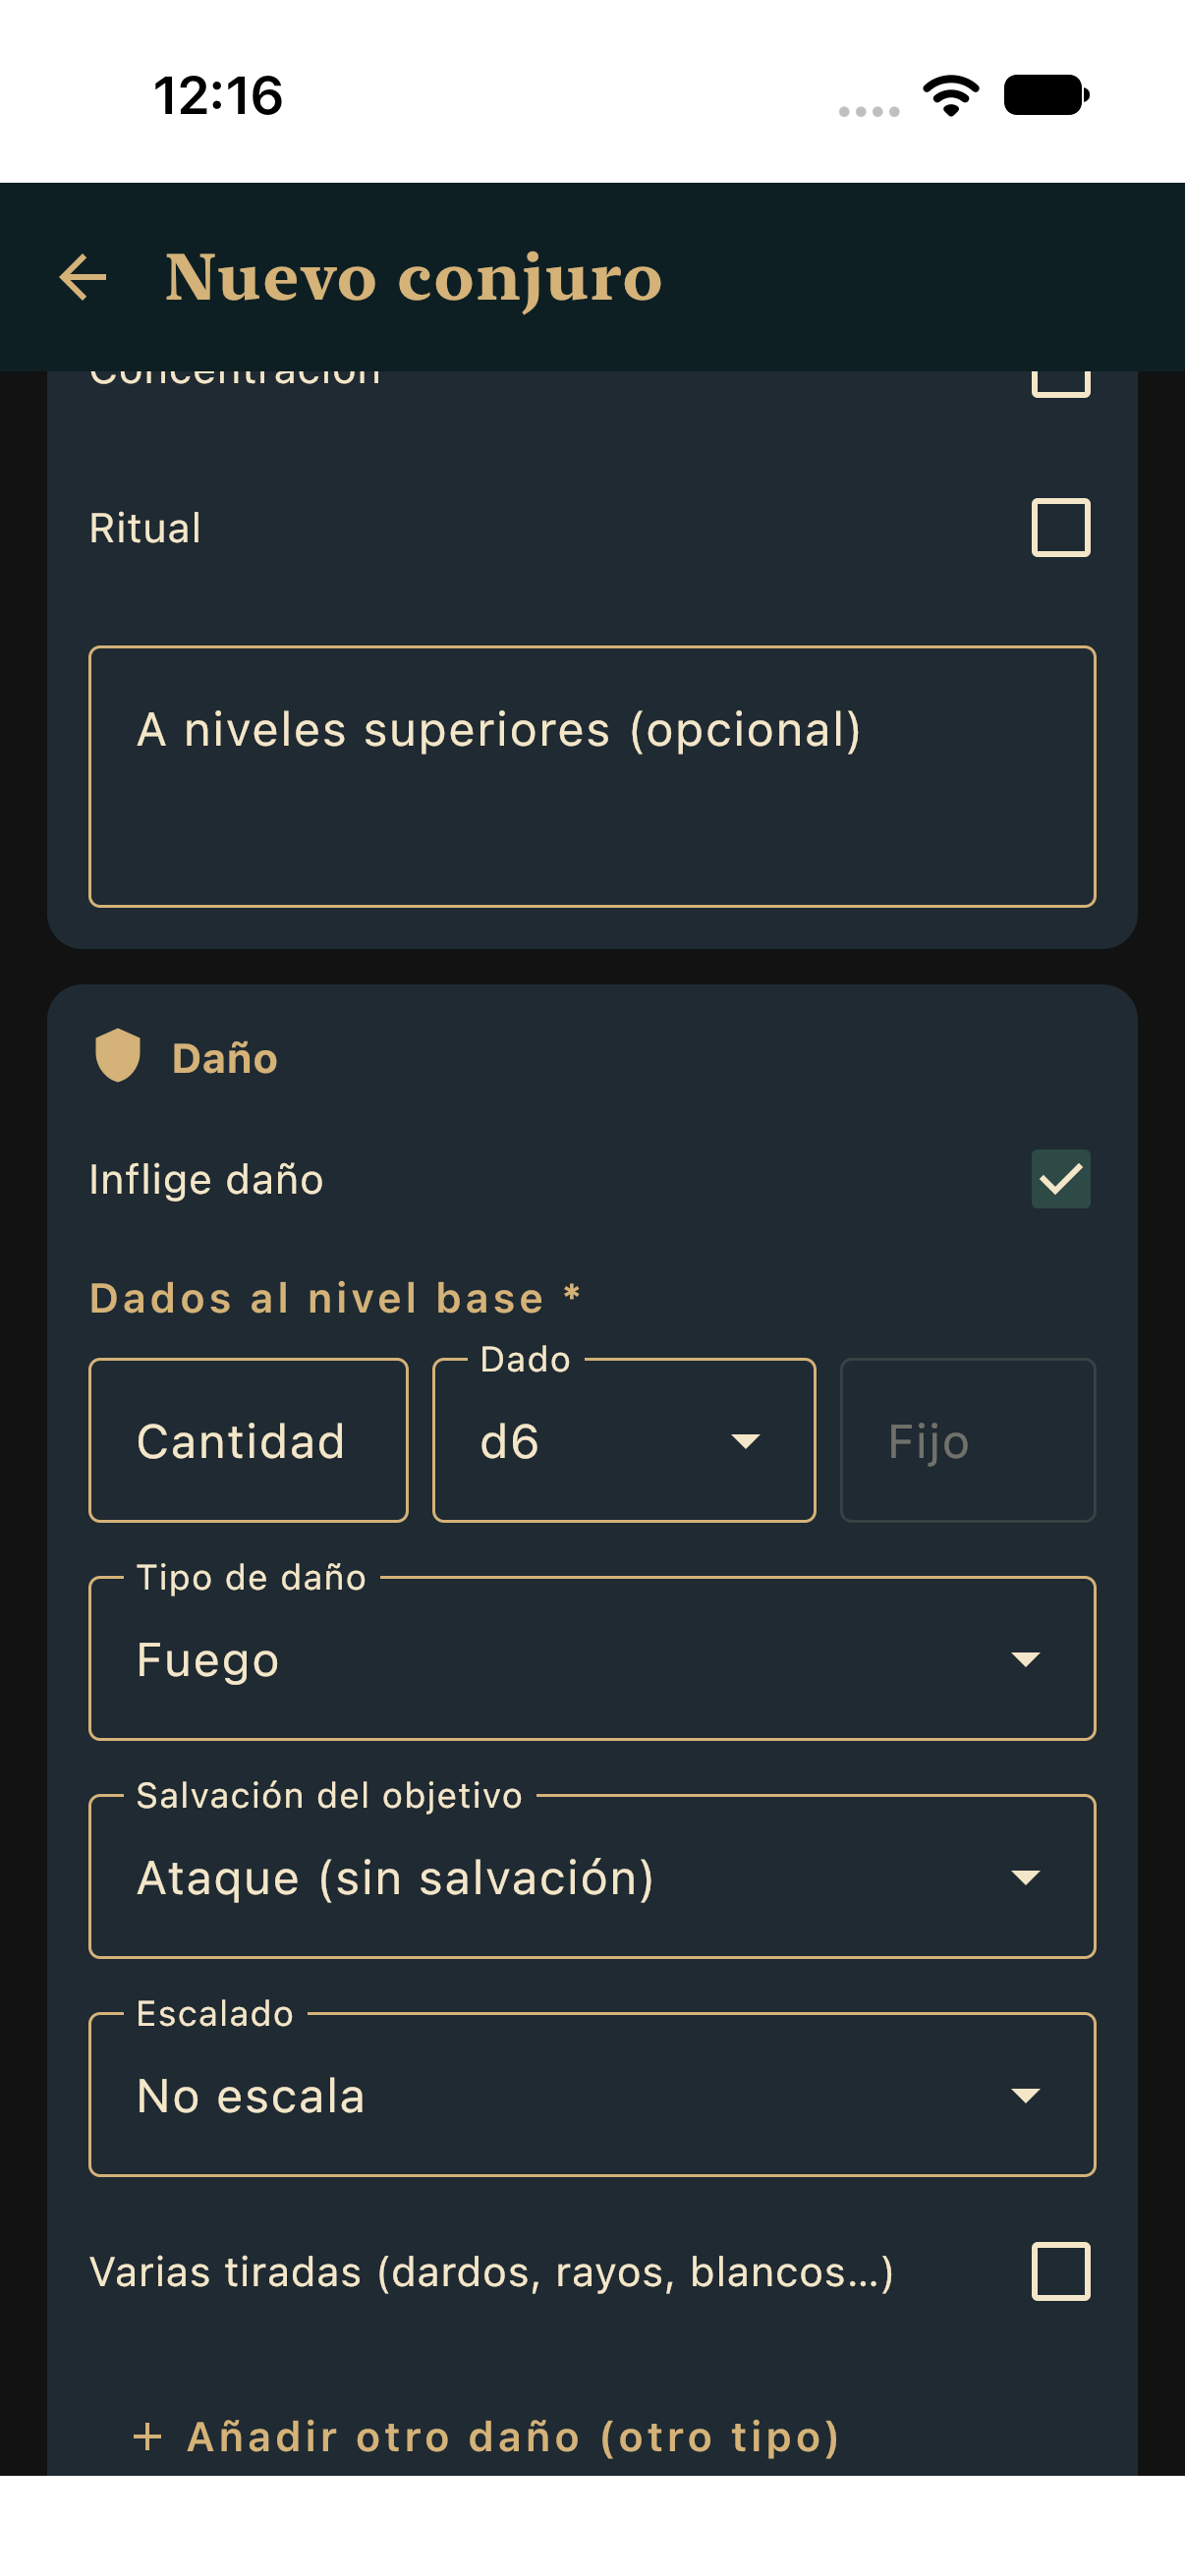 12:16
Nuevo conjuro
Concentración
Ritual
A niveles superiores (opcional)
Daño
Inflige daño
Dados al nivel base *
Cantidad
Dado
d6
Fijo
Tipo de daño
Fuego
Salvación del objetivo
Ataque (sin salvación)
Escalado
No escala
Varias tiradas (dardos, rayos, blancos...)
+ Añadir otro daño (otro tipo)